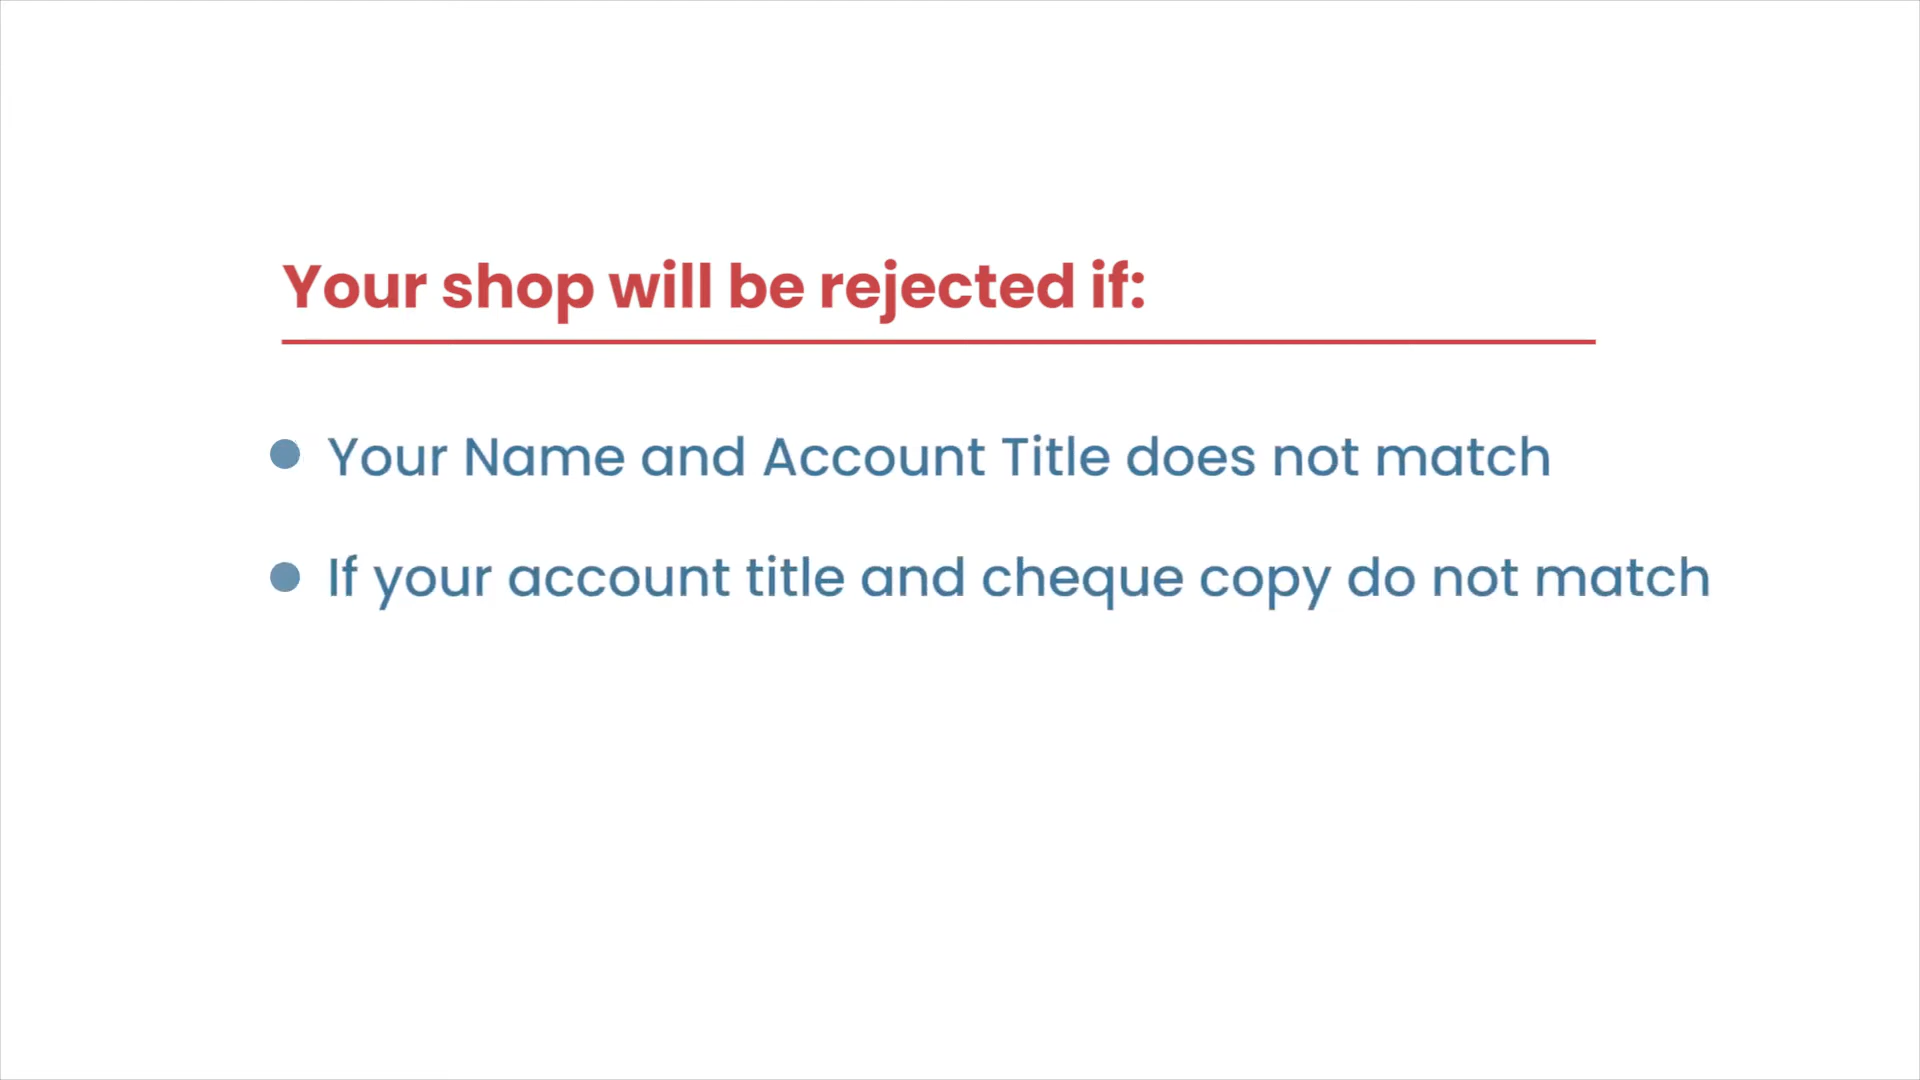 Your shop will be rejected if:
Your Name and Account Title does not match
If your account title and cheque copy do not match